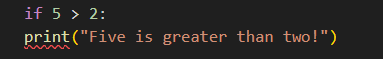 if 5 > 2:
print("Five is greater than two!")